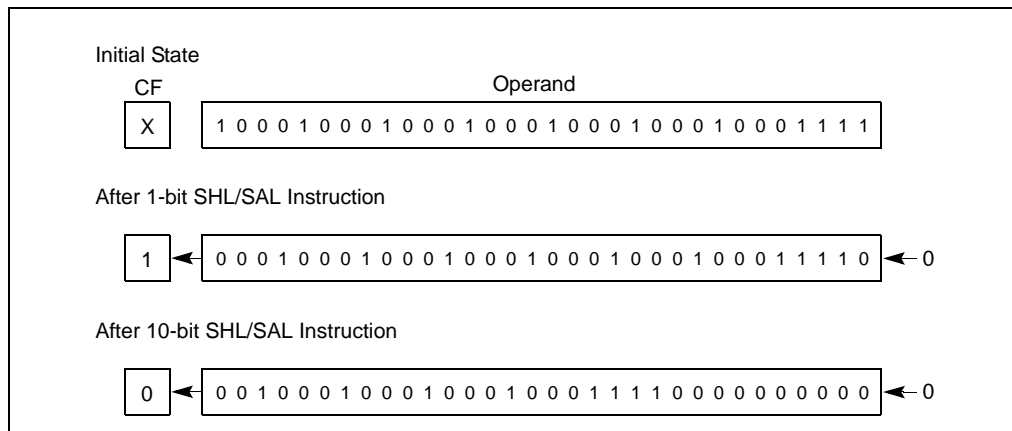 Initial State
CF Operand
X 1 0 0 0 1 0 0 0 1 0 0 0 1 0 0 0 1 0 0 0 1 0 0 0 1 0 0 0 1 1 1 1
After 1-bit SHL/SAL Instruction
1 0 0 0 1 0 0 0 1 0 0 0 1 0 0 0 1 0 0 0 1 0 0 0 1 0 0 0 1 1 1 1 0 0
After 10-bit SHL/SAL Instruction
0 0 0 1 0 0 0 1 0 0 0 1 0 0 0 1 0 0 0 1 1 1 1 0 0 0 0 0 0 0 0 0 0 0